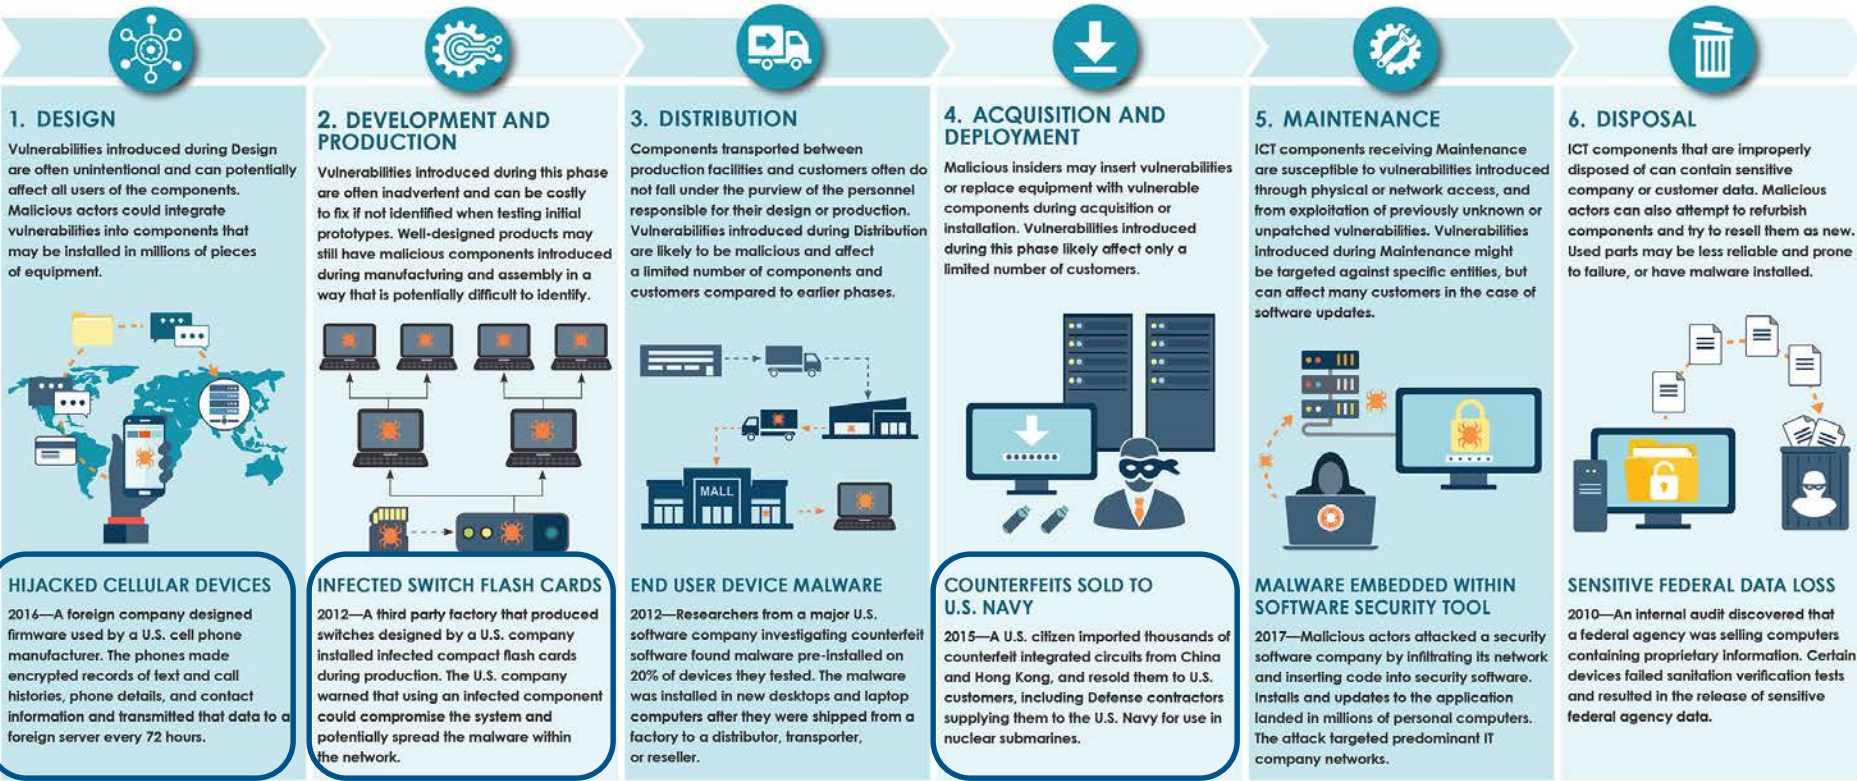 1. DESIGN
Vulnerabilities introduced during Design
are often unintentional and can potentially
affect all users of the components.
Malicious actors could integrate
vulnerabilities into components that
may be installed in millions of pieces
of equipment.
HIJACKED CELLULAR DEVICES
2016—A foreign company designed
firmware used by a U.S. cell phone
manufacturer. The phones made
encrypted records of text and call
histories, phone details, and contact
information and transmitted that data to a
foreign server every 72 hours.
2. DEVELOPMENT AND
PRODUCTION
Vulnerabilities introduced during this phase
are often inadvertent and can be costly
to fix if not identified when testing initial
prototypes. Well-designed products may
still have malicious components introduced
during manufacturing and assembly in a
way that is potentially difficult to identify.
INFECTED SWITCH FLASH CARDS
2012—A third party factory that produced
switches designed by a U.S. company
installed infected compact flash cards
during production. The U.S. company
warned that using an infected component
could compromise the system and
potentially spread the malware within
the network.
3. DISTRIBUTION
Components transported between
production facilities and customers often do
not fall under the purview of the personnel
responsible for their design or production.
Vulnerabilities introduced during Distribution
are likely to be malicious and affect
a limited number of components and
customers compared to earlier phases.
MALL
END USER DEVICE MALWARE
2012—Researchers from a major U.S.
software company investigating counterfeit
software found malware pre-installed on
20% of devices they tested. The malware
was installed in new desktops and laptop
computers after they were shipped from a
factory to a distributor, transporter,
or reseller.
4. ACQUISITION AND
DEPLOYMENT
Malicious insiders may insert vulnerabilities
or replace equipment with vulnerable
components during acquisition or
installation. Vulnerabilities introduced
during this phase likely affect only a
limited number of customers.
COUNTERFEITS SOLD TO
U.S. NAVY
2015—A U.S. citizen imported thousands of
counterfeit integrated circuits from China
and Hong Kong, and resold them to U.S.
customers, including Defense contractors
supplying them to the U.S. Navy for use in
nuclear submarines.
5. MAINTENANCE
ICT components receiving Maintenance
are susceptible to vulnerabilities introduced
through physical or network access, and
from exploitation of previously unknown or
unpatched vulnerabilities. Vulnerabilities
introduced during Maintenance might
be targeted against specific entities, but
can affect many customers in the case of
software updates.
MALWARE EMBEDDED WITHIN
SOFTWARE SECURITY TOOL
2017—Malicious actors attacked a security
software company by infiltrating its network
and inserting code into security software.
Installs and updates to the application
landed in millions of personal computers.
The attack targeted predominant IT
company networks.
6. DISPOSAL
ICT components that are improperly
disposed of can contain sensitive
company or customer data. Malicious
actors can also attempt to refurbish
components and try to resell them as new.
Used parts may be less reliable and prone
to failure, or have malware installed.
SENSITIVE FEDERAL DATA LOSS
2010—An internal audit discovered that
a federal agency was selling computers
containing proprietary information. Certain
devices failed sanitation verification tests
and resulted in the release of sensitive
federal agency data.